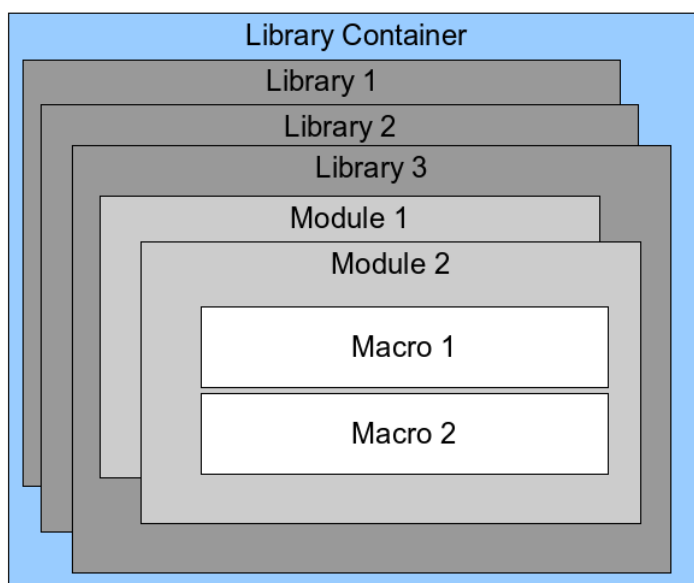 Library Container
Library 1
Library 2
Library 3
Module 1
Module 2
Macro 1
Macro 2